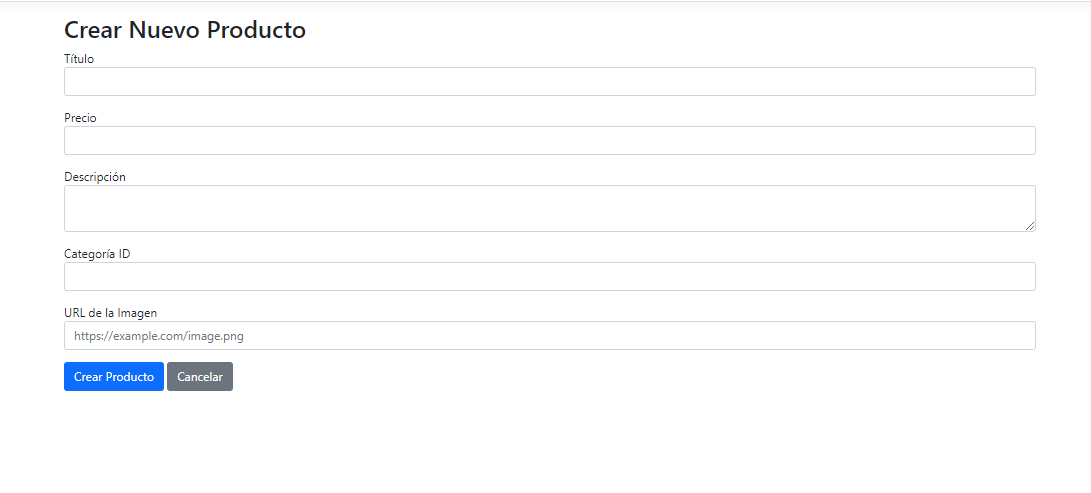 Crear Nuevo Producto
Título
Precio
Descripción
Categoría ID
URL de la Imagen
https://example.com/image.png
Crear Producto Cancelar